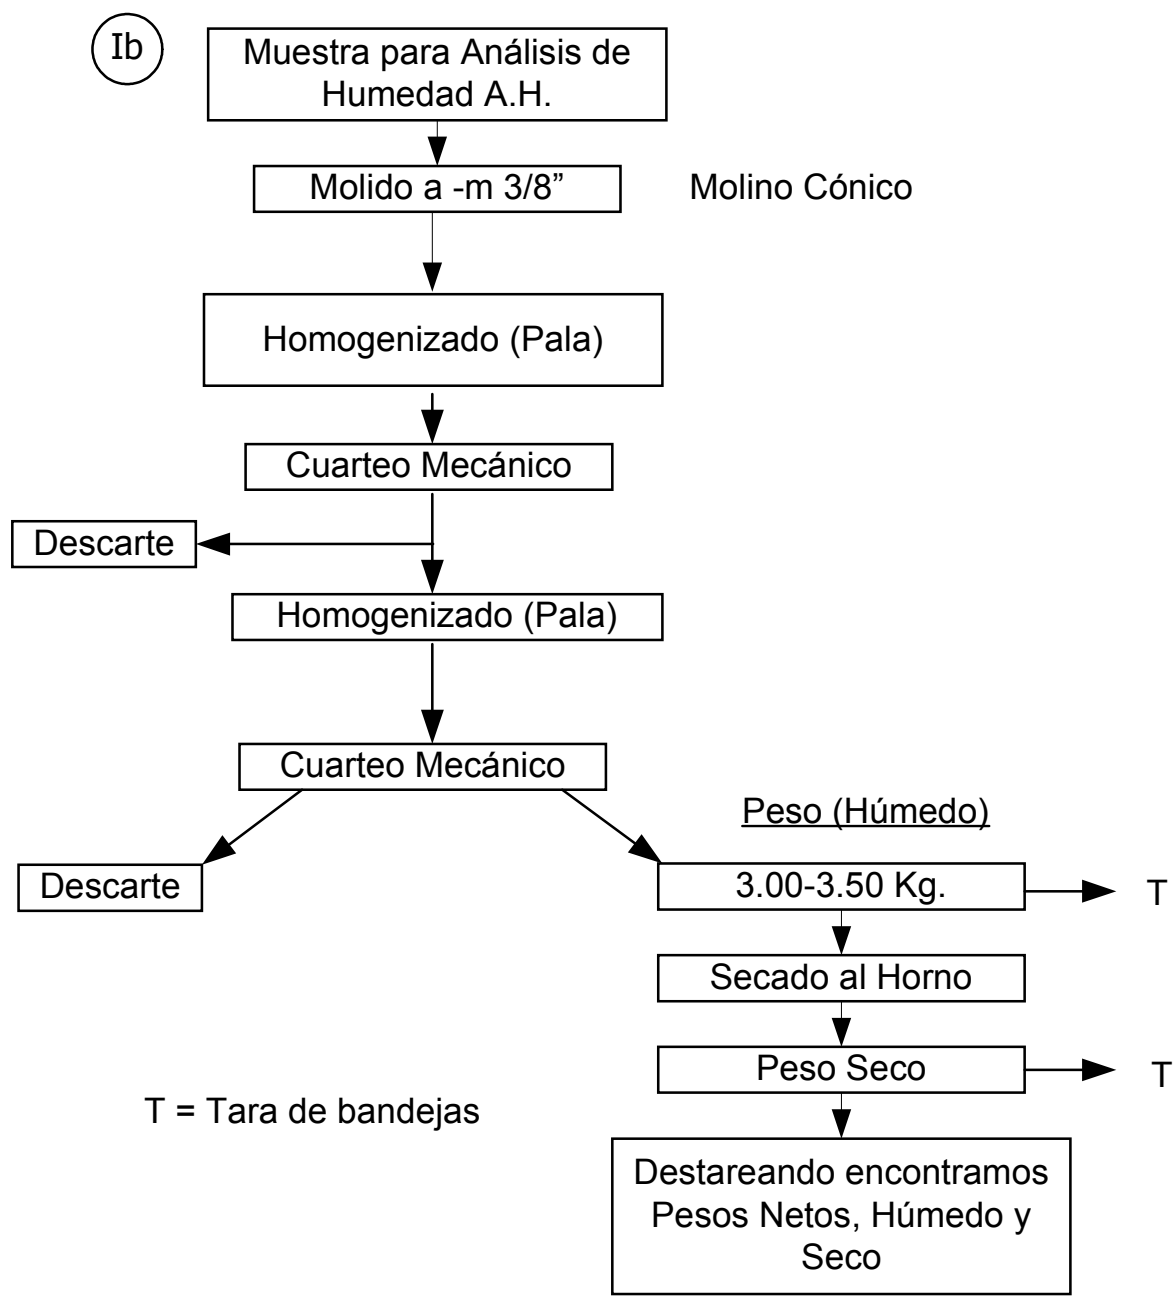 Ib
Muestra para Análisis de
Humedad A.H.
Molido a -m 3/8”
Molino Cónico
Homogenizado (Pala)
Cuarteo Mecánico
Descarte
Homogenizado (Pala)
Cuarteo Mecánico
Peso (Húmedo)
Descarte
3.00-3.50 Kg.
T
Secado al Horno
Peso Seco
T
T = Tara de bandejas
Destareando encontramos
Pesos Netos, Húmedo y
Seco